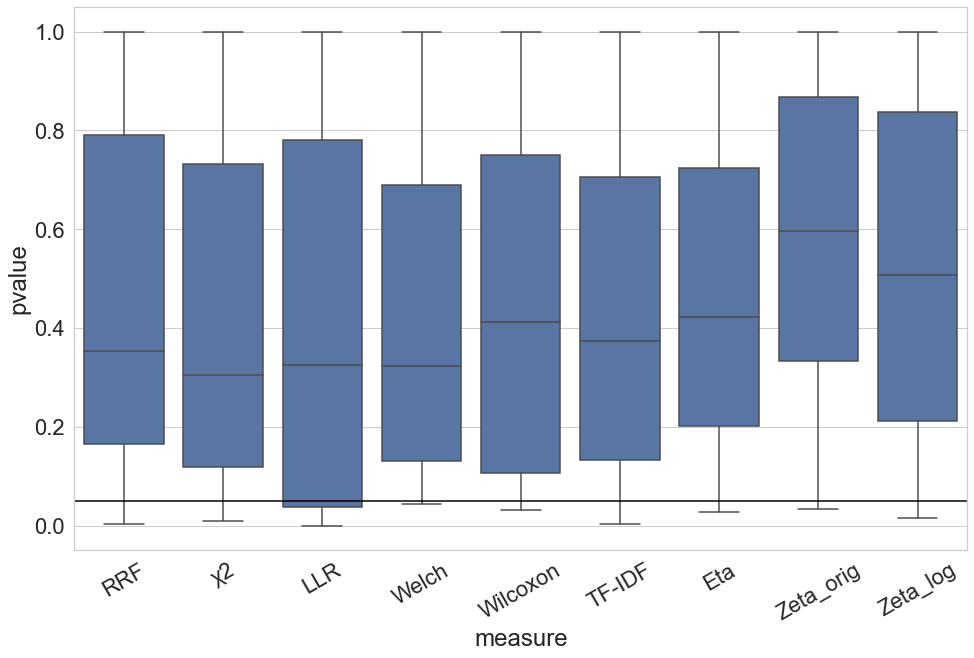 1.0
0.8
0.6
0.4
0.2
0.0
pvalue
RRF
χ2
LLR
Welch
Wilcoxon
TF-IDF
Eta
Zeta_orig
Zeta_log
measure